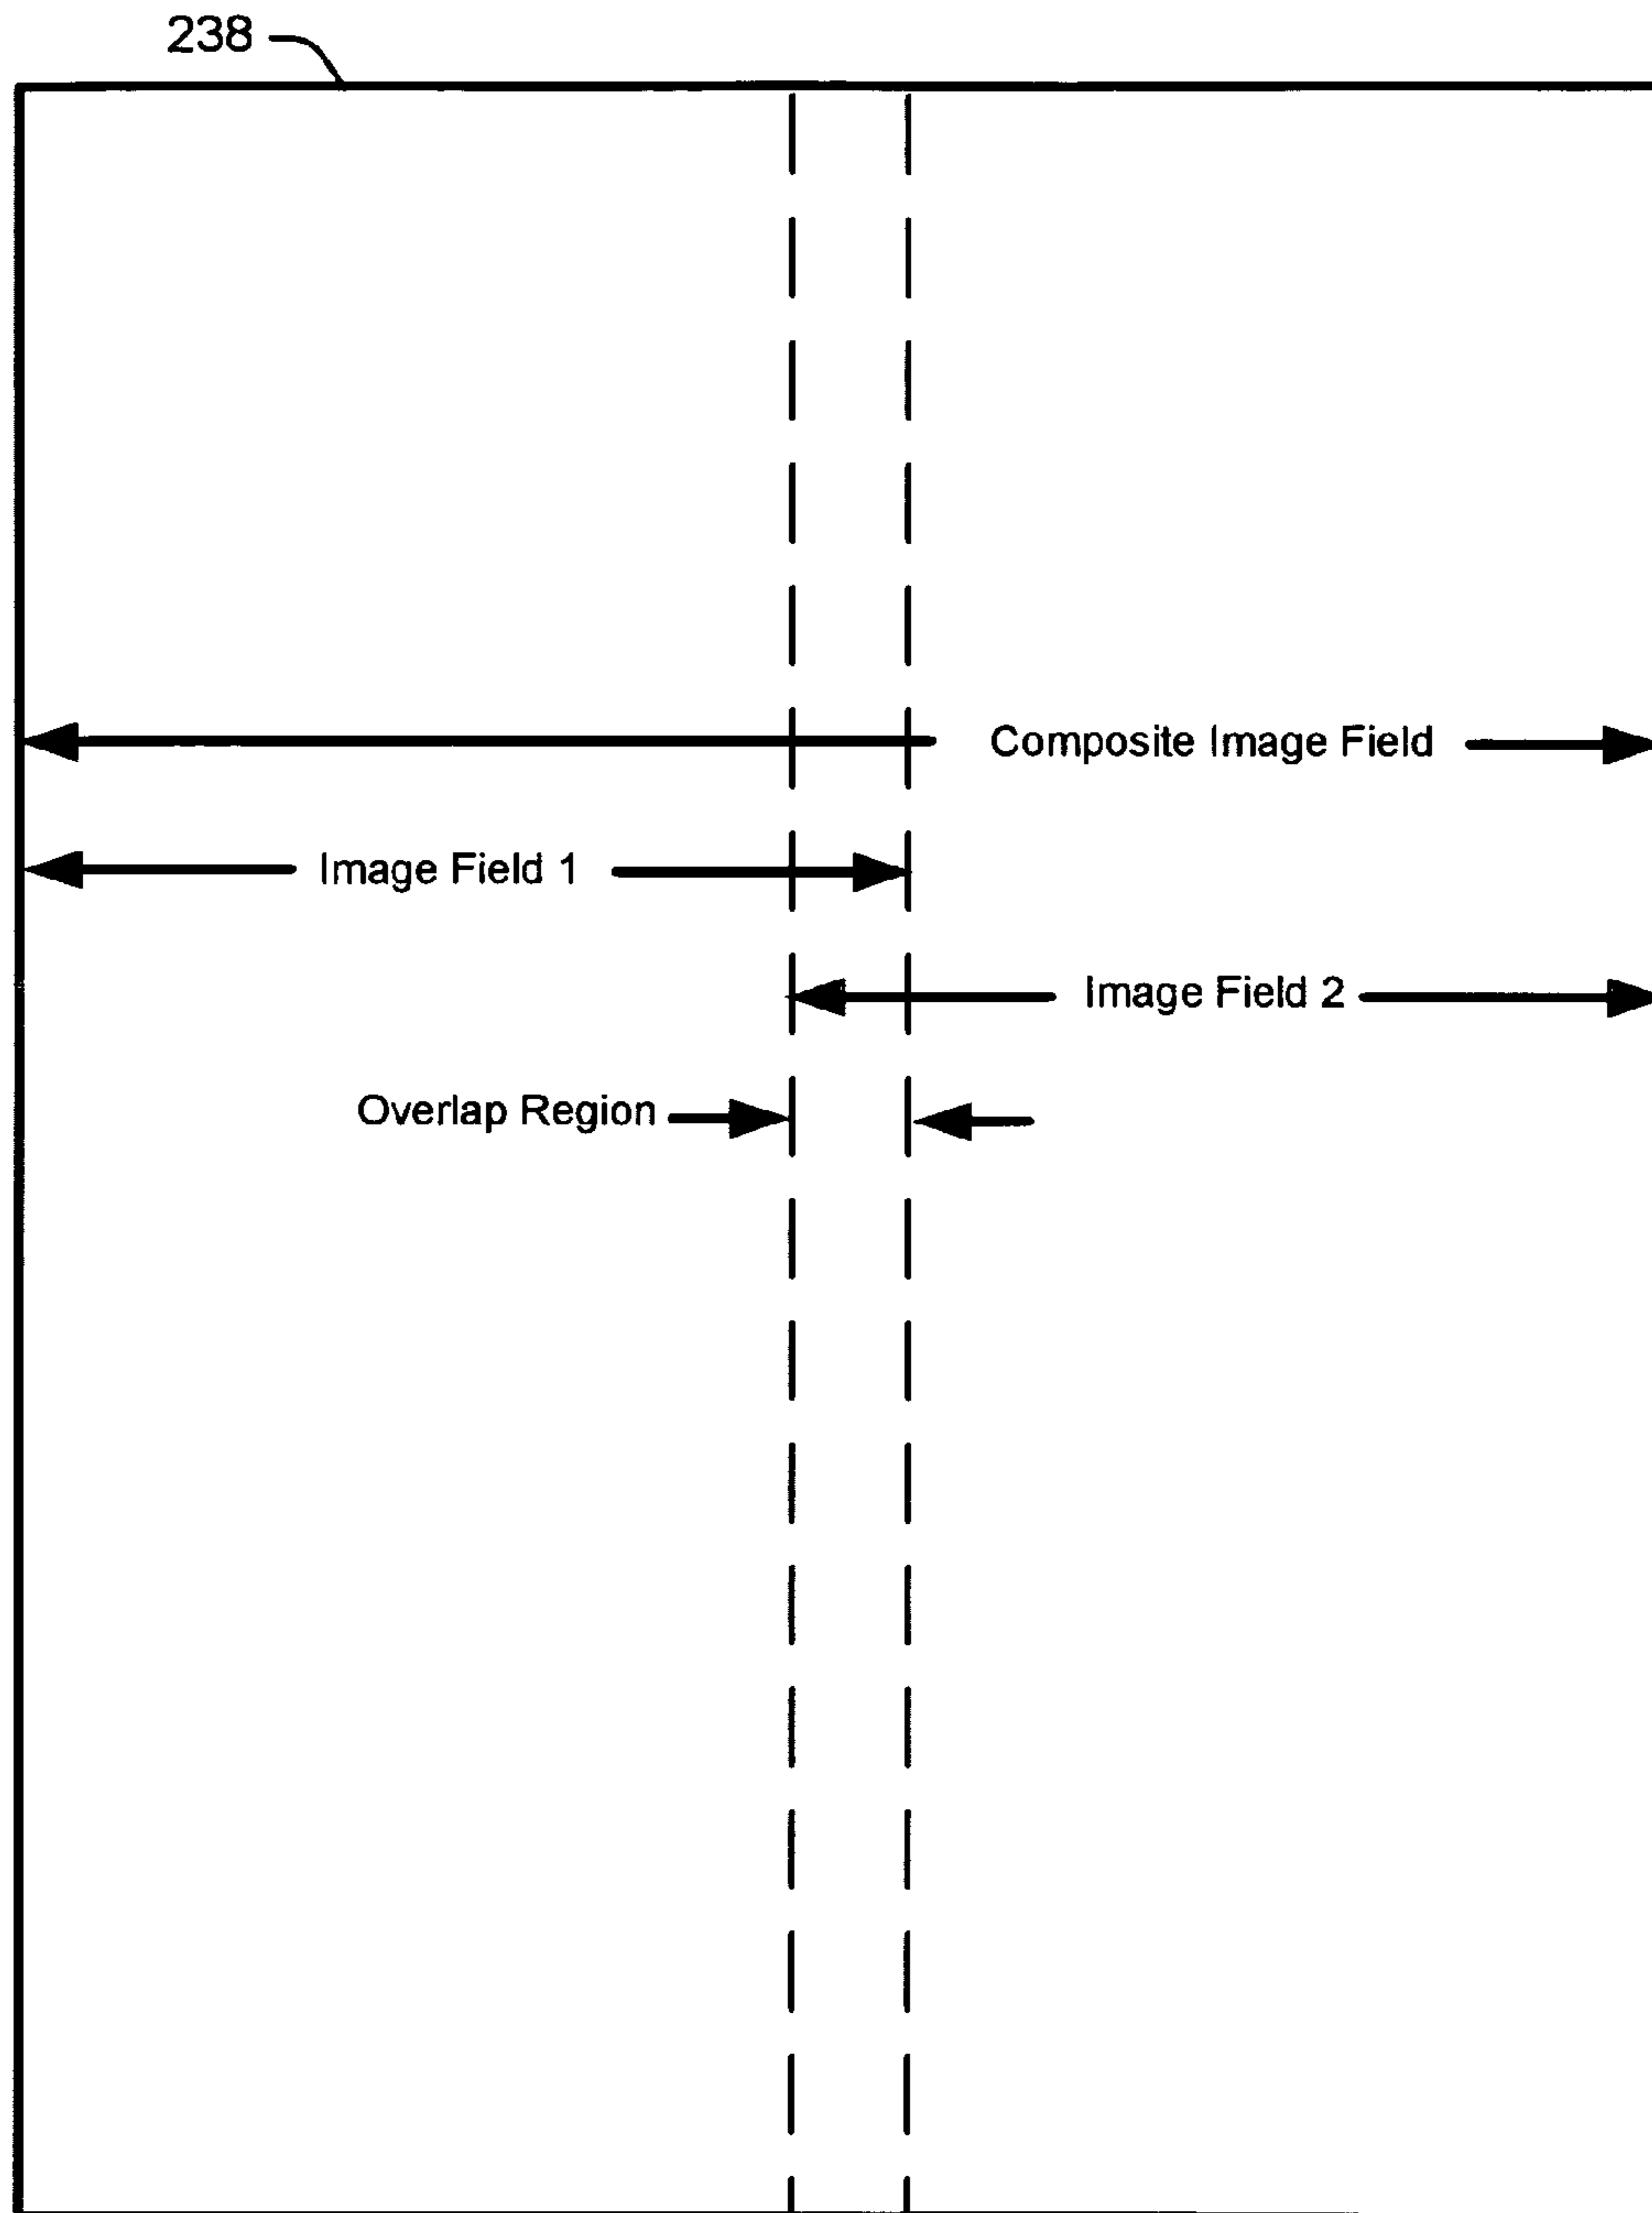 238
Composite Image Field
Image Field 1
Image Field 2
Overlap Region